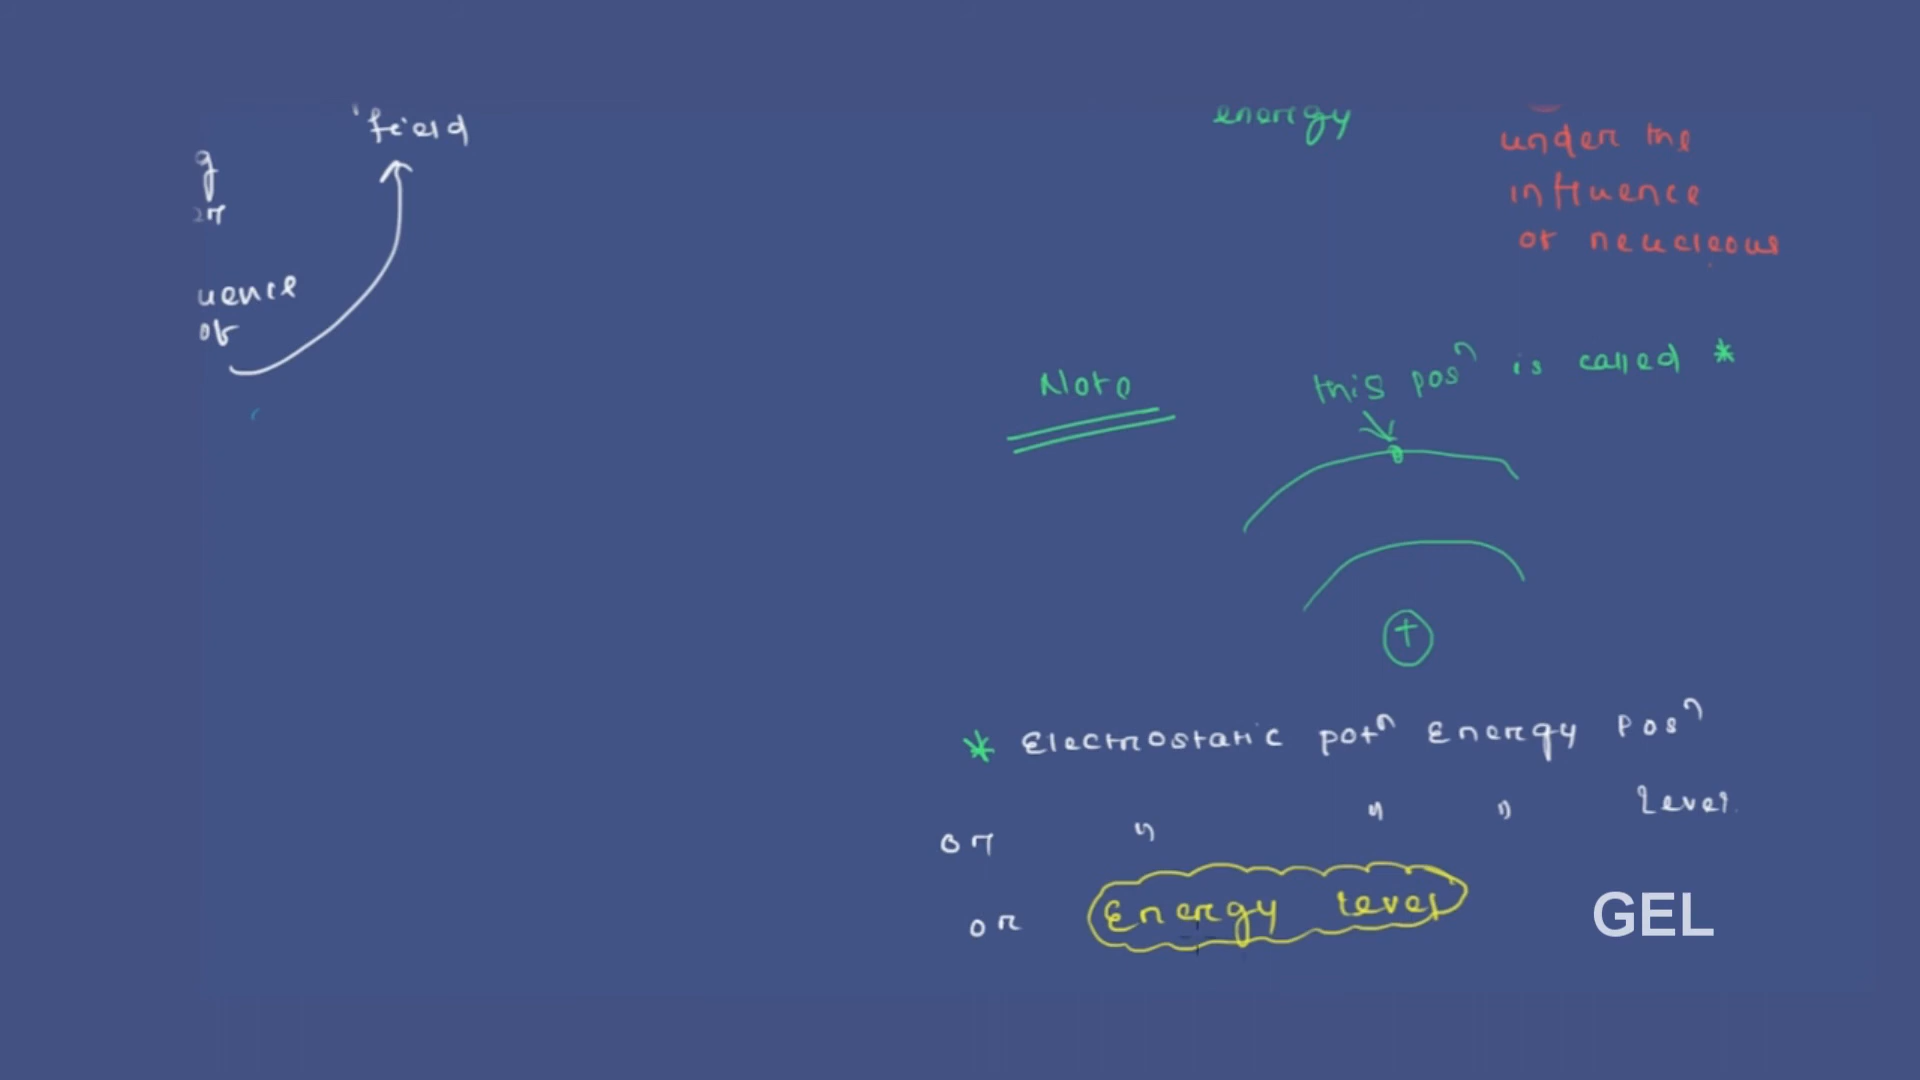 field
g
uence
of
energy
under the
influence
of neucleous
Note
this posⁿ is called *
+
* Electrostatic potⁿ Energy Posⁿ
or " " " level
or Energy level
GEL